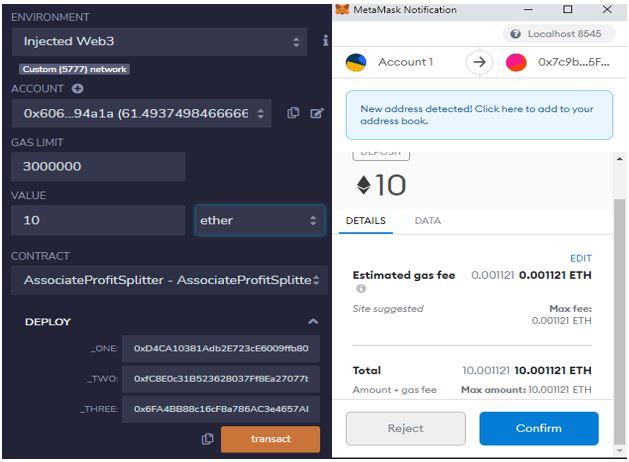 ENVIRONMENT
Injected Web3
Custom (5777) network
ACCOUNT
0x606...94a1a (61.4937498466666
GAS LIMIT
3000000
VALUE
10
ether
CONTRACT
AssociateProfitSplitter - AssociateProfitSplitte
DEPLOY
_ONE:
0xD4CA10381Adb2E723cE6009ffb80
_TWO:
0xfC8E0c31B523628037Ff8Ea27077b
_THREE:
0x6FA4BB88c16cF8a786AC3e4657AI
transact
MetaMask Notification
Localhost 8545
Account 1
0x7c9b...5F...
New address detected! Click here to add to your
address book.
DEPOSIT
10
DETAILS
DATA
EDIT
Estimated gas fee
0.001121 0.001121 ETH
Site suggested
Max fee:
0.001121 ETH
Total
10.001121 10.001121 ETH
Amount + gas fee
Max amount: 10.001121 ETH
Reject
Confirm